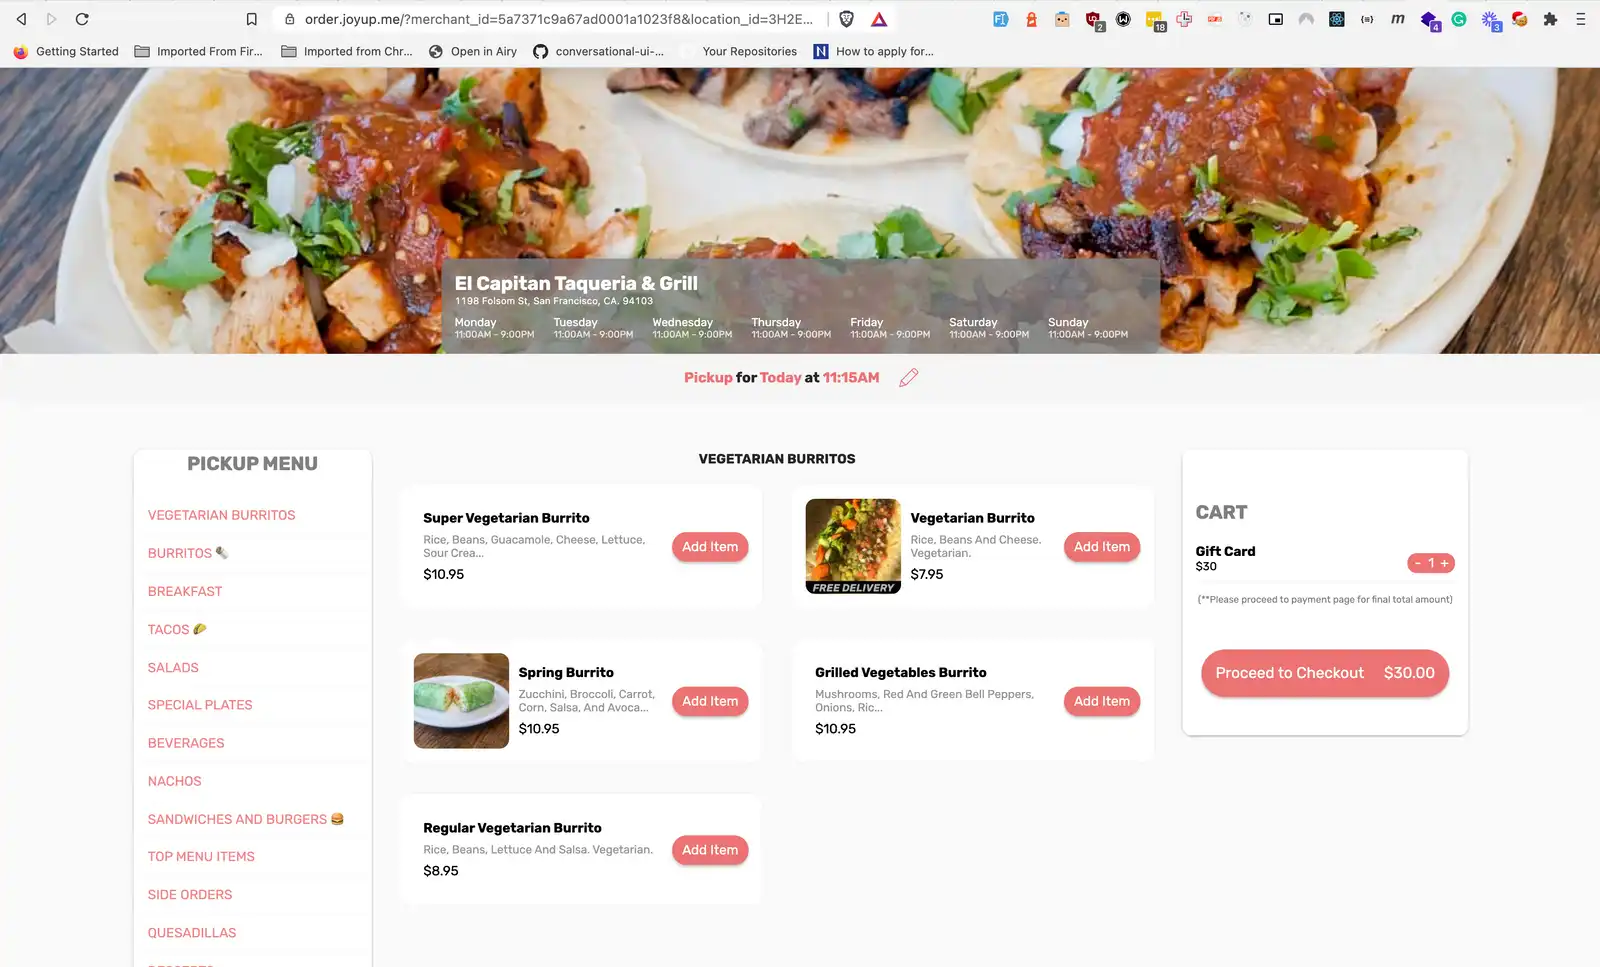 order.joyup.me/?merchant_id=5a7371c9a67ad0001a1023f8&location_id=3H2E...
2
18
4
3
Getting Started
Imported From Fir...
Imported from Chr...
Open in Airy
conversational-ui-...
Your Repositories
N
How to apply for...
El Capitan Taqueria & Grill
1198 Folsom St, San Francisco, CA. 94103
Monday Tuesday Wednesday Thursday Friday Saturday Sunday
11:00AM - 9:00PM 11:00AM - 9:00PM 11:00AM - 9:00PM 11:00AM - 9:00PM 11:00AM - 9:00PM 11:00AM - 9:00PM 11:00AM - 9:00PM
Pickup for Today at 11:15AM
PICKUP MENU
VEGETARIAN BURRITOS
BURRITOS
BREAKFAST
TACOS
SALADS
SPECIAL PLATES
BEVERAGES
NACHOS
SANDWICHES AND BURGERS
TOP MENU ITEMS
SIDE ORDERS
QUESADILLAS
VEGETARIAN BURRITOS
Super Vegetarian Burrito
Rice, Beans, Guacamole, Cheese, Lettuce,
Sour Crea...
$10.95
Add Item
FREE DELIVERY
Vegetarian Burrito
Rice, Beans And Cheese.
Vegetarian.
$7.95
Add Item
Spring Burrito
Zucchini, Broccoli, Carrot,
Corn, Salsa, And Avoca...
$10.95
Add Item
Grilled Vegetables Burrito
Mushrooms, Red And Green Bell Peppers,
Onions, Ric...
$10.95
Add Item
Regular Vegetarian Burrito
Rice, Beans, Lettuce And Salsa. Vegetarian.
$8.95
Add Item
CART
Gift Card
$30
- 1 +
(**Please proceed to payment page for final total amount)
Proceed to Checkout $30.00